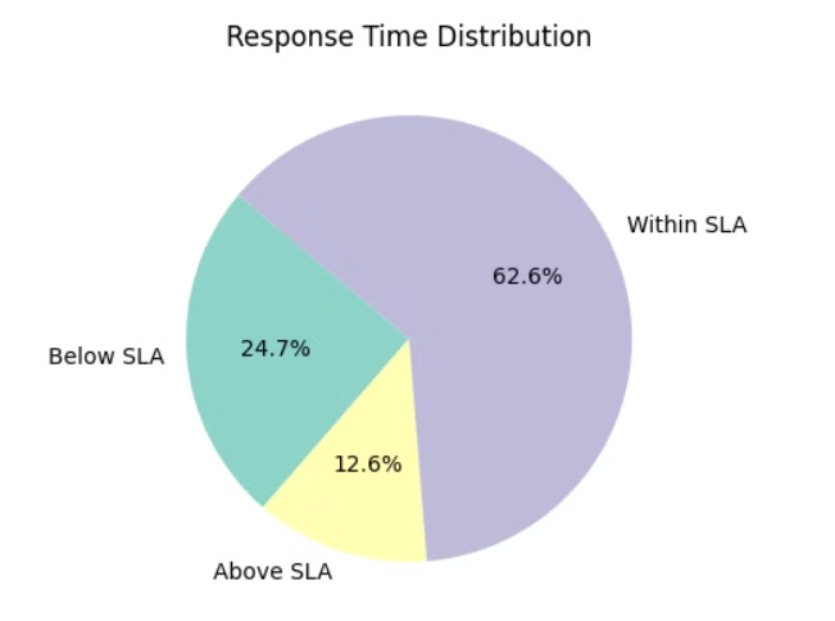 Response Time Distribution
Within SLA
62.6%
Below SLA
24.7%
12.6%
Above SLA